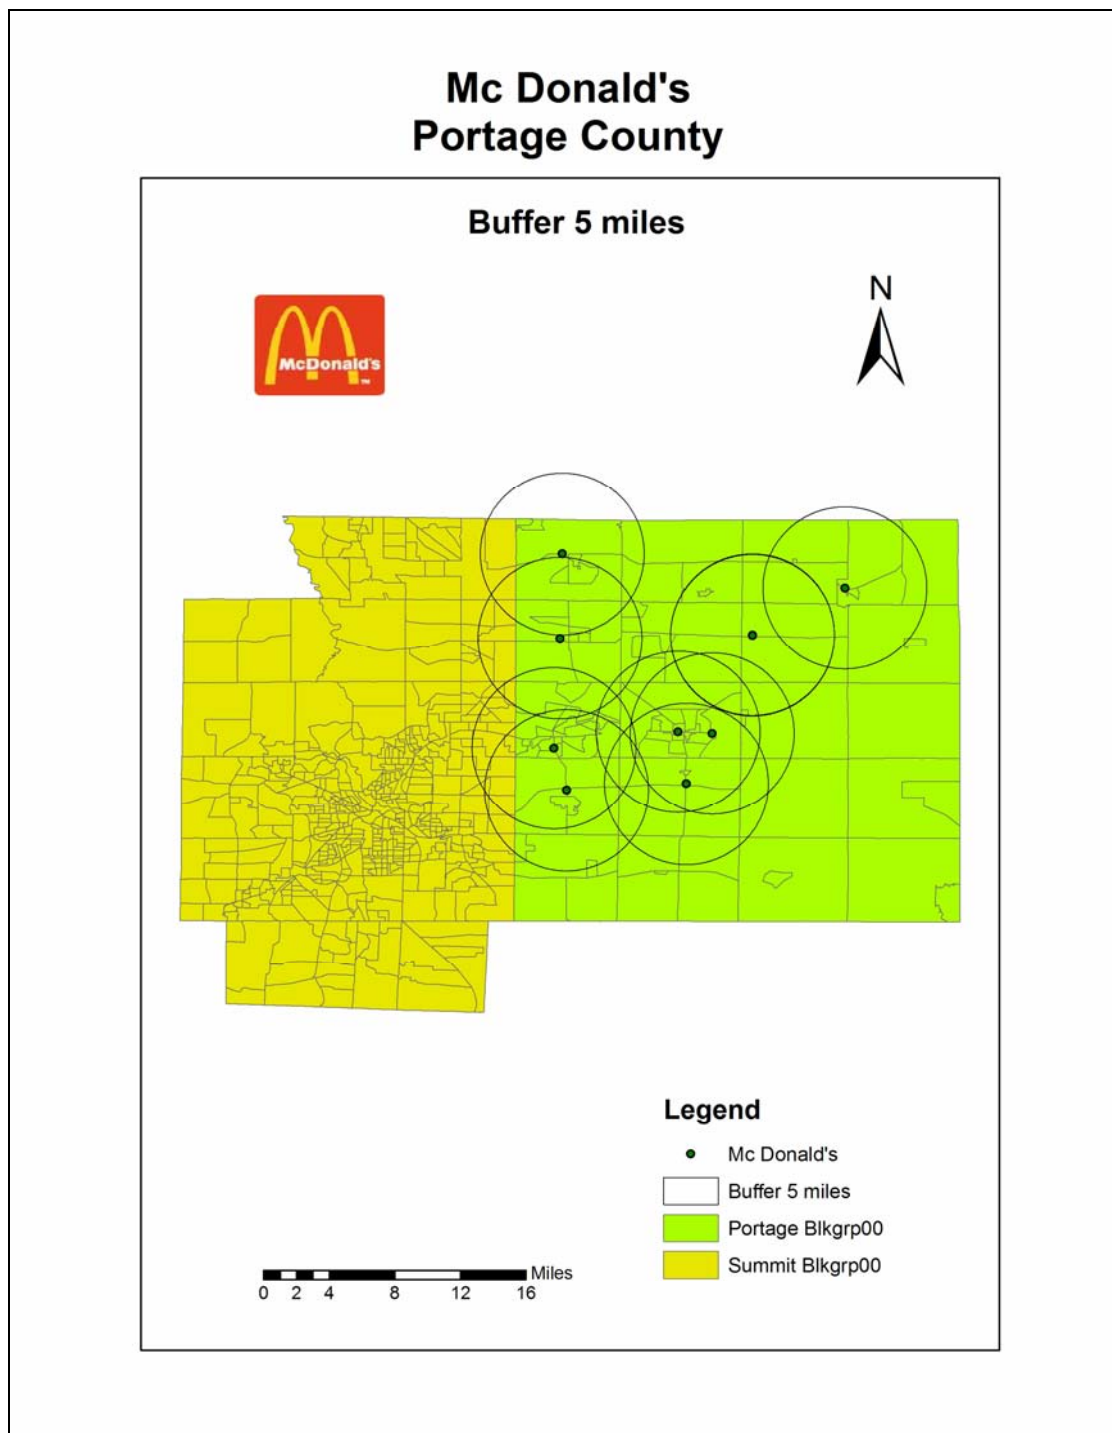 Mc Donald's
Portage County
Buffer 5 miles
McDonald's
TM
N
Legend
Mc Donald's
Buffer 5 miles
Portage Blkgrp00
Summit Blkgrp00
Miles
0 2 4 8 12 16